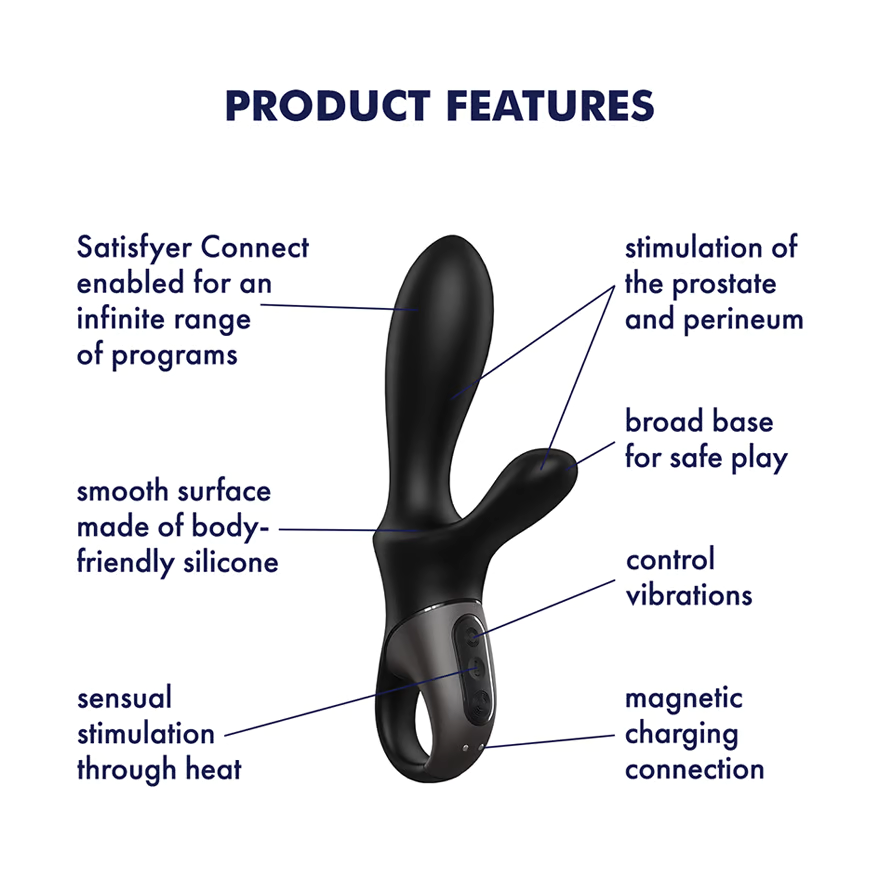 PRODUCT FEATURES
Satisfyer Connect
enabled for an
infinite range
of programs
stimulation of
the prostate
and perineum
broad base
for safe play
smooth surface
made of body-
friendly silicone
control
vibrations
sensual
stimulation
through heat
magnetic
charging
connection